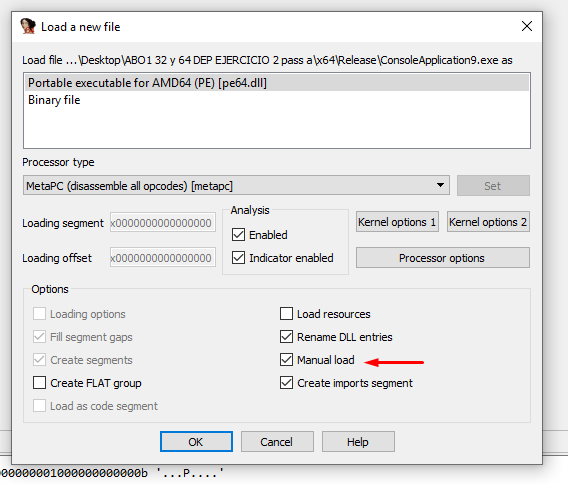 Load a new file
Load file ...\Desktop\ABO1 32 y 64 DEP EJERCICIO 2 pass a\x64\Release\ConsoleApplication9.exe as
Portable executable for AMD64 (PE) [pe64.dll]
Binary file
Processor type
MetaPC (disassemble all opcodes) [metapc]
Set
Loading segment
x0000000000000000
Loading offset
x0000000000000000
Analysis
Enabled
Indicator enabled
Kernel options 1
Kernel options 2
Processor options
Options
Loading options
Fill segment gaps
Create segments
Create FLAT group
Load as code segment
Load resources
Rename DLL entries
Manual load
Create imports segment
OK
Cancel
Help
00000001000000000000b '...P....'